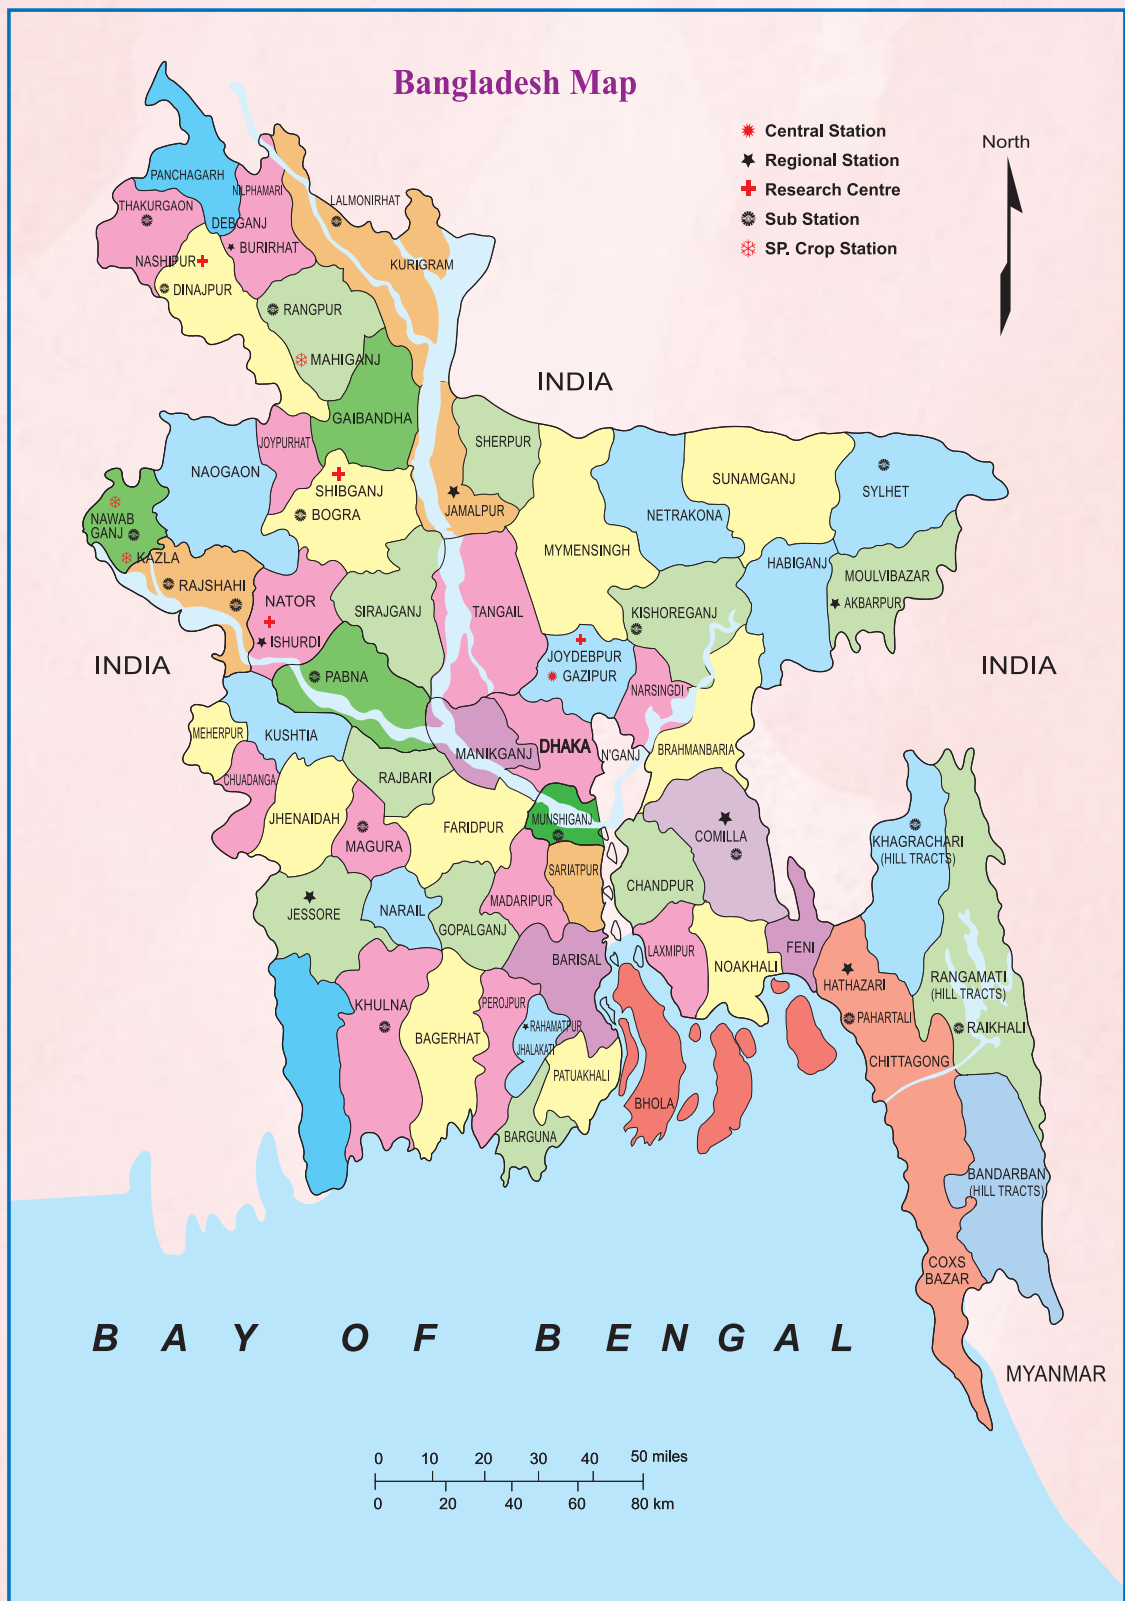 Bangladesh Map
Central Station
Regional Station
Research Centre
Sub Station
SP. Crop Station
North
PANCHAGARH
NILPHAMARI
THAKURGAON
LALMONIRHAT
DEBGANJ
BURIRHAT
NASHIPUR
KURIGRAM
DINAJPUR
RANGPUR
MAHIGANJ
INDIA
GAIBANDHA
JOYPURHAT
SHERPUR
NAOGAON
SUNAMGANJ
SYLHET
SHIBGANJ
BOGRA
JAMALPUR
NETRAKONA
NAWAB
GANJ
MYMENSINGH
KAZLA
HABIGANJ
MOULVIBAZAR
RAJSHAHI
NATOR
SIRAJGANJ
TANGAIL
KISHOREGANJ
AKBARPUR
ISHURDI
JOYDEBPUR
INDIA
INDIA
PABNA
GAZIPUR
NARSINGDI
MEHERPUR
KUSHTIA
MANIKGANJ
DHAKA
N'GANJ
BRAHMANBARIA
CHUADANGA
RAJBARI
JHENAIDAH
FARIDPUR
MUNSHIGANJ
MAGURA
COMILLA
KHAGRACHARI
(HILL TRACTS)
SARIATPUR
CHANDPUR
JESSORE
NARAIL
MADARIPUR
GOPALGANJ
BARISAL
LAXMIPUR
NOAKHALI
FENI
HATHAZARI
RANGAMATI
(HILL TRACTS)
KHULNA
PEROJPUR
PAHARTALI
RAHAMATPUR
RAIKHALI
BAGERHAT
JHALAKATI
CHITTAGONG
PATUAKHALI
BHOLA
BARGUNA
BANDARBAN
(HILL TRACTS)
COXS
BAZAR
BAY OF BENGAL
MYANMAR
0 10 20 30 40 50 miles
0 20 40 60 80 km